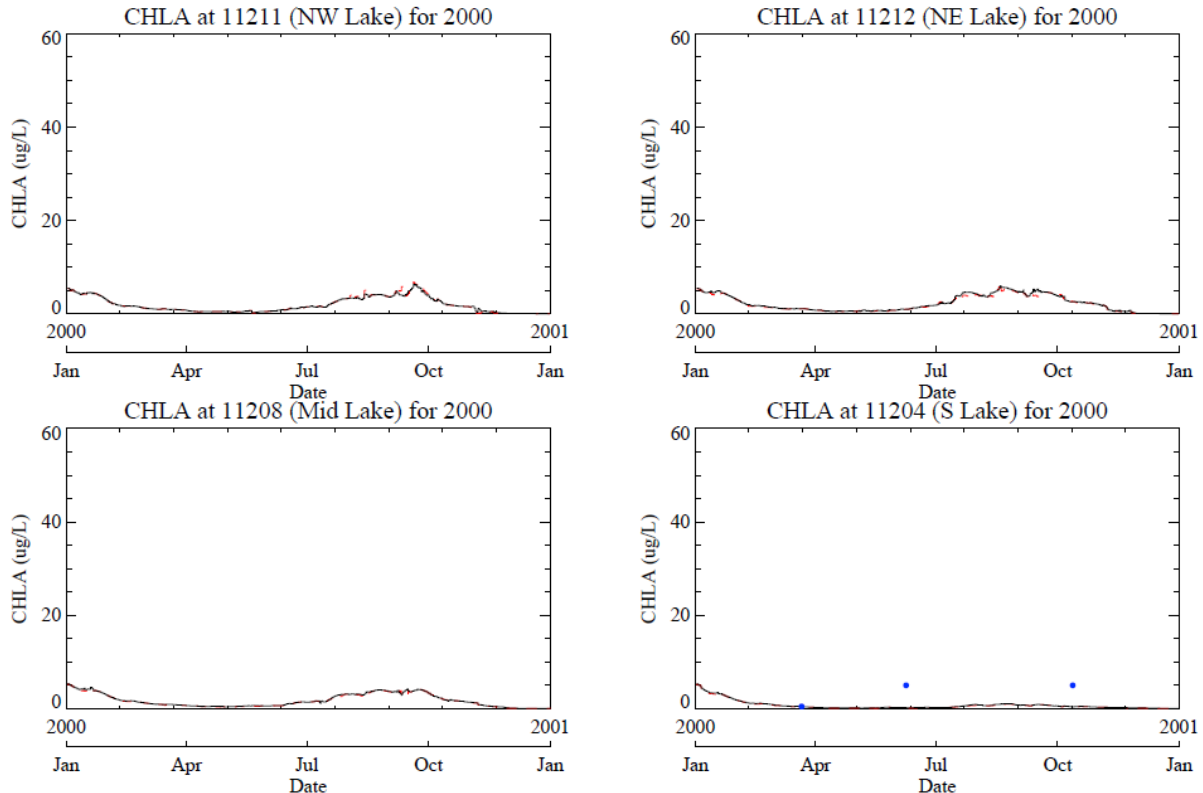 CHLA at 11211 (NW Lake) for 2000
60
40
20
0
CHLA (ug/L)
2000 2001
Jan Apr Jul Oct Jan
Date
CHLA at 11212 (NE Lake) for 2000
60
40
20
0
CHLA (ug/L)
2000 2001
Jan Apr Jul Oct Jan
Date
CHLA at 11208 (Mid Lake) for 2000
60
40
20
0
CHLA (ug/L)
2000 2001
Jan Apr Jul Oct Jan
Date
CHLA at 11204 (S Lake) for 2000
60
40
20
0
CHLA (ug/L)
2000 2001
Jan Apr Jul Oct Jan
Date